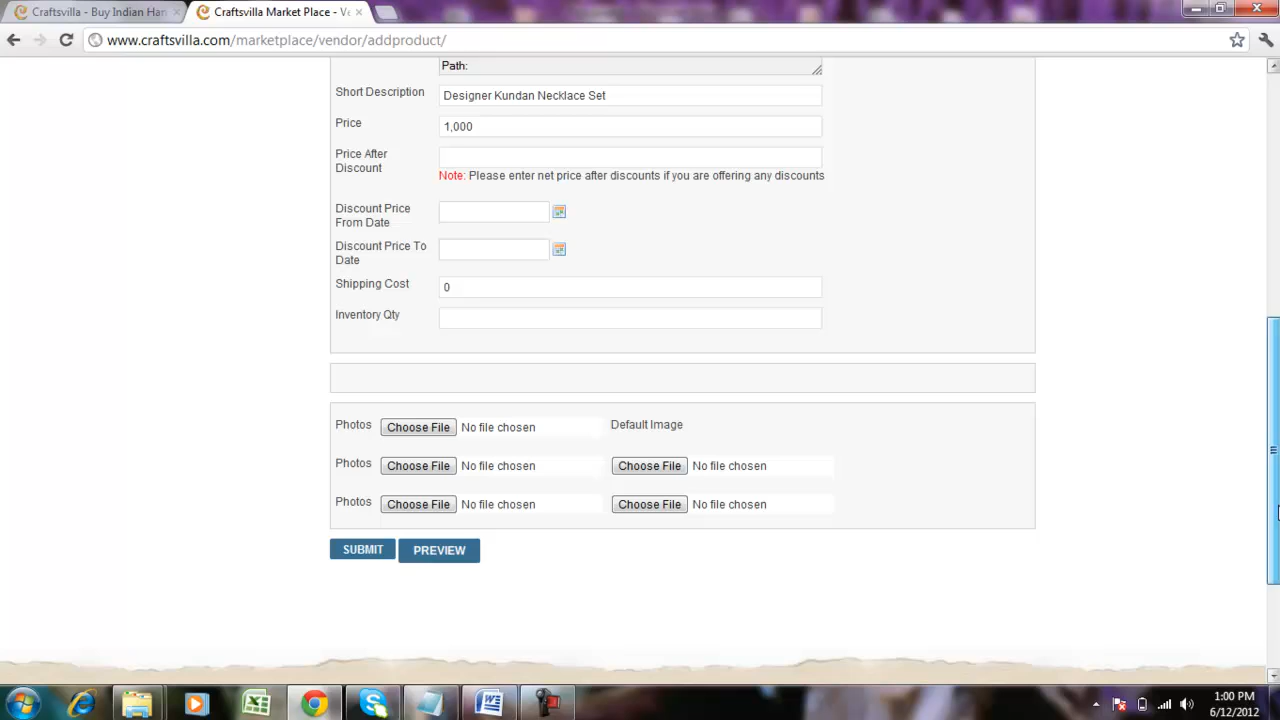 Craftsvilla - Buy Indian Han
Craftsvilla Market Place - Ve
www.craftsvilla.com/marketplace/vendor/addproduct/
Path:
Short Description
Designer Kundan Necklace Set
Price
1,000
Price After
Discount
Note: Please enter net price after discounts if you are offering any discounts
Discount Price
From Date
Discount Price To
Date
Shipping Cost
0
Inventory Qty
Photos Choose File No file chosen Default Image
Photos Choose File No file chosen Choose File No file chosen
Photos Choose File No file chosen Choose File No file chosen
SUBMIT PREVIEW
1:00 PM
6/12/2012